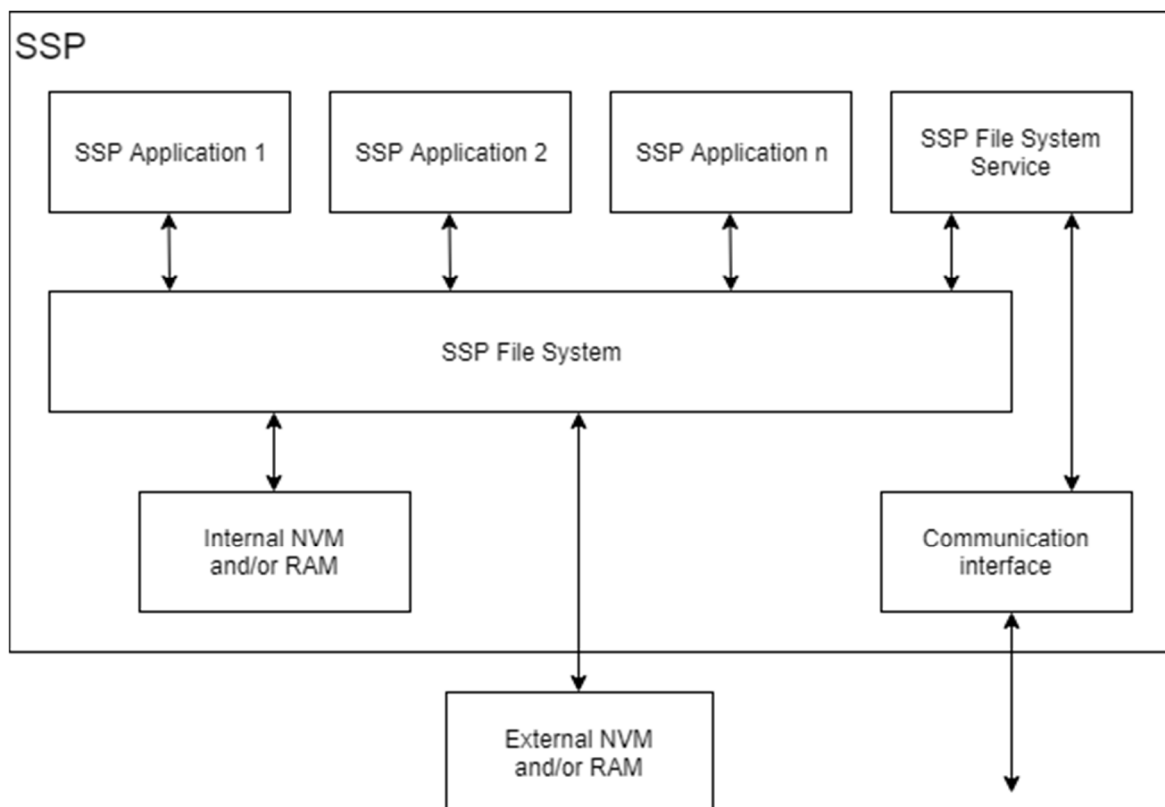 SSP
SSP Application 1
SSP Application 2
SSP Application n
SSP File System
Service
SSP File System
Internal NVM
and/or RAM
Communication
interface
External NVM
and/or RAM